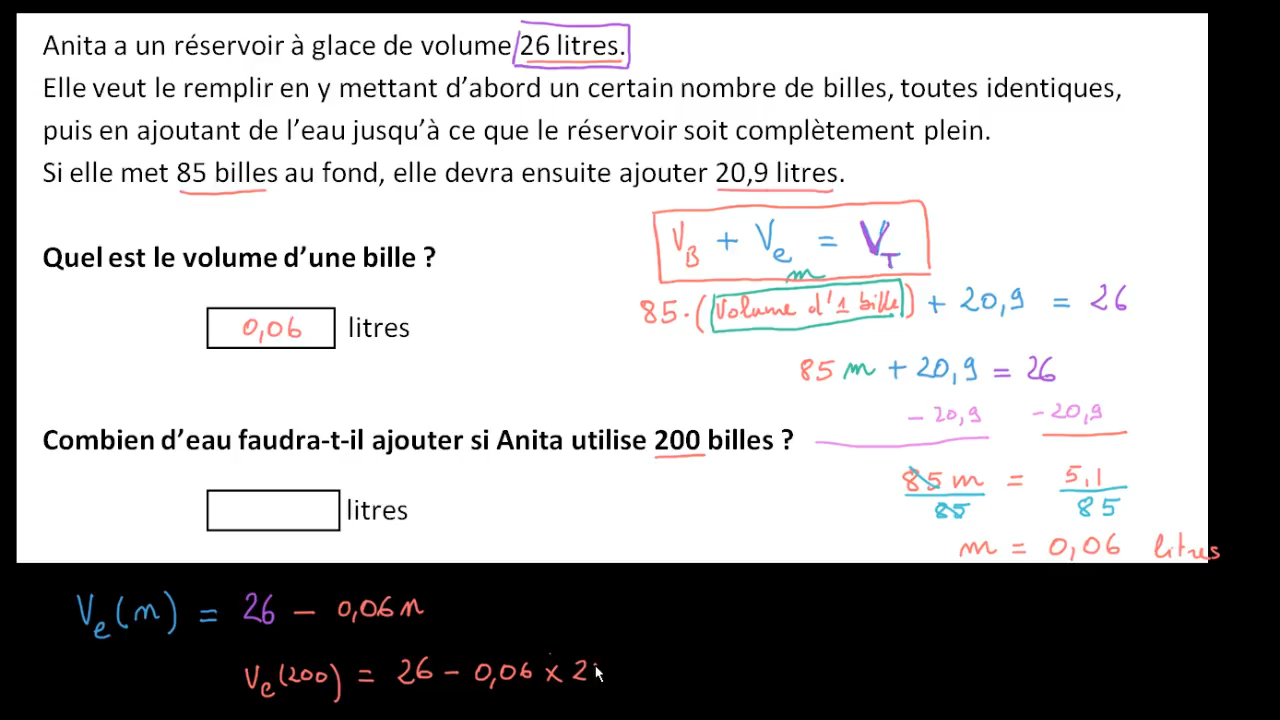 Anita a un réservoir à glace de volume 26 litres.
Elle veut le remplir en y mettant d’abord un certain nombre de billes, toutes identiques,
puis en ajoutant de l’eau jusqu’à ce que le réservoir soit complètement plein.
Si elle met 85 billes au fond, elle devra ensuite ajouter 20,9 litres.
V_B + V_e = V_T
Quel est le volume d’une bille ?
m
85 · (Volume d'1 bille) + 20,9 = 26
0,06 litres
85 m + 20,9 = 26
- 20,9 - 20,9
Combien d’eau faudra-t-il ajouter si Anita utilise 200 billes ?
85 m = 5,1
85 85
litres
m = 0,06 litres
V_e(n) = 26 - 0,06 n
V_e(200) = 26 - 0,06 × 2